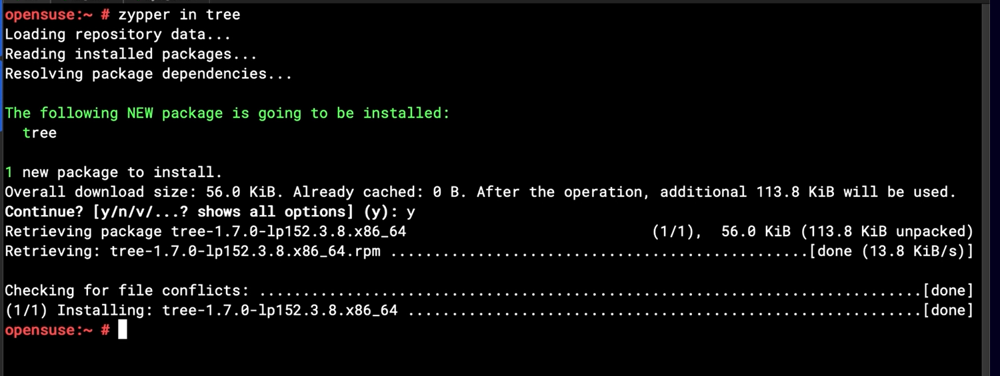 opensuse:~ # zypper in tree
Loading repository data...
Reading installed packages...
Resolving package dependencies...
The following NEW package is going to be installed:
  tree
1 new package to install.
Overall download size: 56.0 KiB. Already cached: 0 B. After the operation, additional 113.8 KiB will be used.
Continue? [y/n/v/...? shows all options] (y): y
Retrieving package tree-1.7.0-lp152.3.8.x86_64 (1/1),  56.0 KiB (113.8 KiB unpacked)
Retrieving: tree-1.7.0-lp152.3.8.x86_64.rpm ................................................[done (13.8 KiB/s)]
Checking for file conflicts: ............................................................................[done]
(1/1) Installing: tree-1.7.0-lp152.3.8.x86_64 ...........................................................[done]
opensuse:~ #